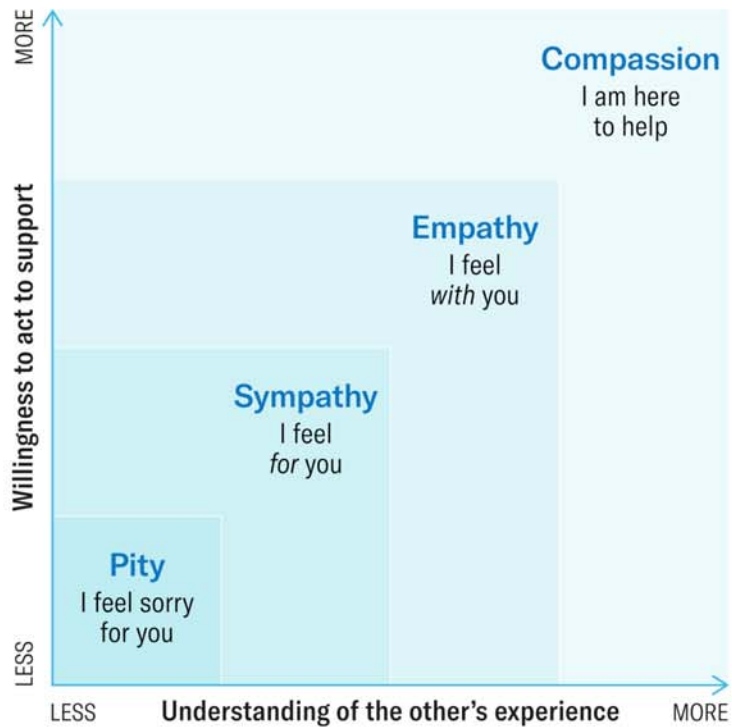 MORE
Willingness to act to support
LESS
Compassion
I am here
to help
Empathy
I feel
with you
Sympathy
I feel
for you
Pity
I feel sorry
for you
LESS
Understanding of the other's experience
MORE